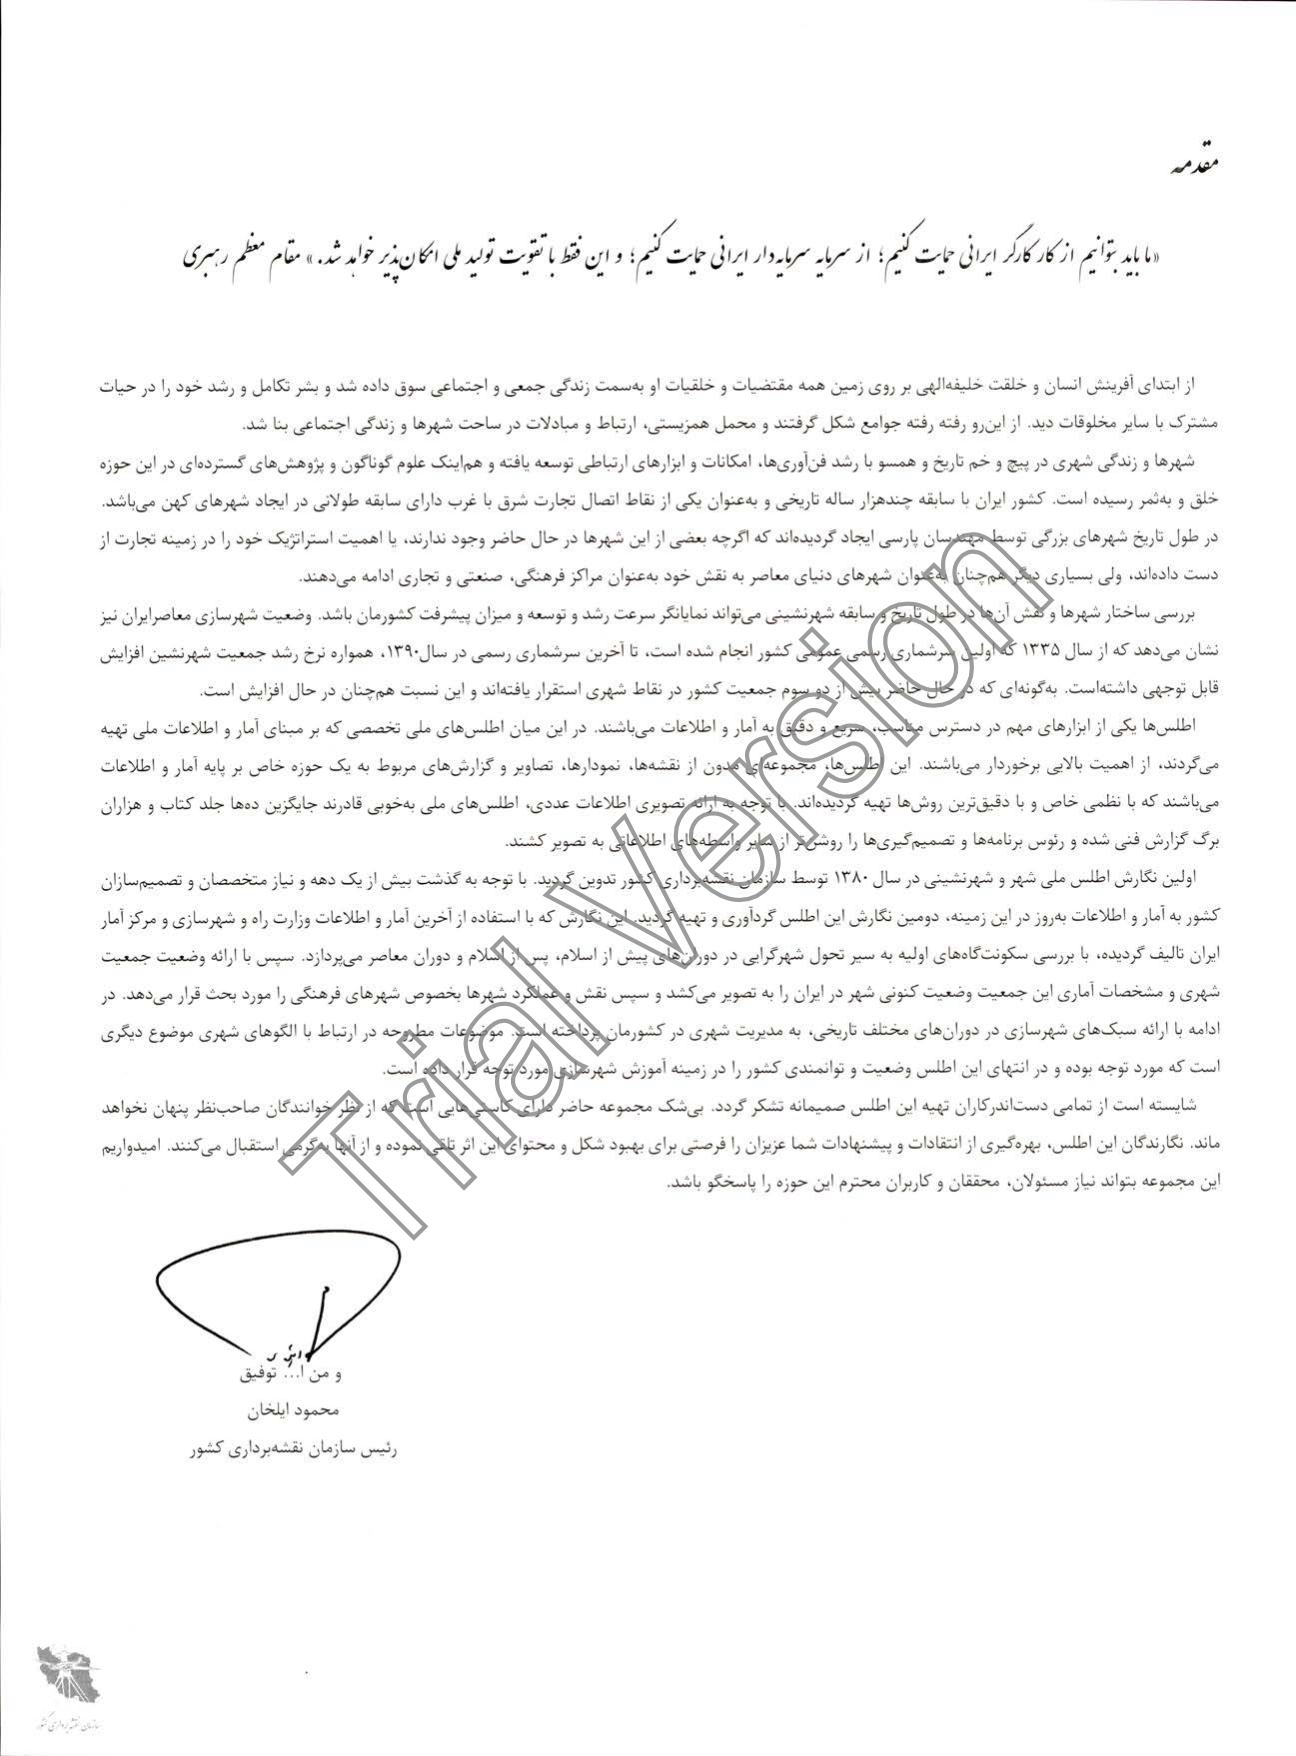 مقدمه
«ما باید بتوانیم از کار کارگر ایرانی حمایت کنیم؛ از سرمایه سرمایه‌دار ایرانی حمایت کنیم؛ و این فقط با تقویت تولید ملی امکان‌پذیر خواهد شد.» مقام معظم رهبری
از ابتدای آفرینش انسان و خلقت خلیفه‌الهی بر روی زمین همه مقتضیات و خلقیات او به‌سمت زندگی جمعی و اجتماعی سوق داده شد و بشر تکامل و رشد خود را در حیات
مشترک با سایر مخلوقات دید. از این‌رو رفته رفته جوامع شکل گرفتند و محمل همزیستی، ارتباط و مبادلات در ساحت شهرها و زندگی اجتماعی بنا شد.
شهرها و زندگی شهری در پیچ و خم تاریخ و همسو با رشد فن‌آوری‌ها، امکانات و ابزارهای ارتباطی توسعه یافته و هم‌اینک علوم گوناگون و پژوهش‌های گسترده‌ای در این حوزه
خلق و به‌ثمر رسیده است. کشور ایران با سابقه چندهزار ساله تاریخی و به‌عنوان یکی از نقاط اتصال تجارت شرق با غرب دارای سابقه طولانی در ایجاد شهرهای کهن می‌باشد.
در طول تاریخ شهرهای بزرگی توسط مهندسان پارسی ایجاد گردیده‌اند که اگرچه بعضی از این شهرها در حال حاضر وجود ندارند، یا اهمیت استراتژیک خود را در زمینه تجارت از
دست داده‌اند، ولی بسیاری دیگر هم‌چنان به‌عنوان شهرهای دنیای معاصر به نقش خود به‌عنوان مراکز فرهنگی، صنعتی و تجاری ادامه می‌دهند.
بررسی ساختار شهرها و نقش آن‌ها در طول تاریخ و سابقه شهرنشینی می‌تواند نمایانگر سرعت رشد و توسعه و میزان پیشرفت کشورمان باشد. وضعیت شهرسازی معاصرایران نیز
نشان می‌دهد که از سال ۱۳۳۵ که اولین سرشماری رسمی عمومی کشور انجام شده است، تا آخرین سرشماری رسمی در سال۱۳۹۰، همواره نرخ رشد جمعیت شهرنشین افزایش
قابل توجهی داشته‌است. به‌گونه‌ای که در حال حاضر بیش از دو سوم جمعیت کشور در نقاط شهری استقرار یافته‌اند و این نسبت هم‌چنان در حال افزایش است.
اطلس‌ها یکی از ابزارهای مهم در دسترس مناسب، سریع و دقیق به آمار و اطلاعات می‌باشند. در این میان اطلس‌های ملی تخصصی که بر مبنای آمار و اطلاعات ملی تهیه
می‌گردند، از اهمیت بالایی برخوردار می‌باشند. این اطلس‌ها، مجموعه‌ای مدون از نقشه‌ها، نمودارها، تصاویر و گزارش‌های مربوط به یک حوزه خاص بر پایه آمار و اطلاعات
می‌باشند که با نظمی خاص و با دقیق‌ترین روش‌ها تهیه گردیده‌اند. با توجه به ارائه تصویری اطلاعات عددی، اطلس‌های ملی به‌خوبی قادرند جایگزین ده‌ها جلد کتاب و هزاران
برگ گزارش فنی شده و رئوس برنامه‌ها و تصمیم‌گیری‌ها را روشن‌تر از سایر واسطه‌های اطلاعاتی به تصویر کشند.
اولین نگارش اطلس ملی شهر و شهرنشینی در سال ۱۳۸۰ توسط سازمان نقشه‌برداری کشور تدوین گردید. با توجه به گذشت بیش از یک دهه و نیاز متخصصان و تصمیم‌سازان
کشور به آمار و اطلاعات به‌روز در این زمینه، دومین نگارش این اطلس گردآوری و تهیه گردید. این نگارش که با استفاده از آخرین آمار و اطلاعات وزارت راه و شهرسازی و مرکز آمار
ایران تالیف گردیده، با بررسی سکونت‌گاه‌های اولیه به سیر تحول شهرگرایی در دوران‌های پیش از اسلام، پس از اسلام و دوران معاصر می‌پردازد. سپس با ارائه وضعیت جمعیت
شهری و مشخصات آماری این جمعیت وضعیت کنونی شهر در ایران را به تصویر می‌کشد و سپس نقش و عملکرد شهرها بخصوص شهرهای فرهنگی را مورد بحث قرار می‌دهد. در
ادامه با ارائه سبک‌های شهرسازی در دوران‌های مختلف تاریخی، به مدیریت شهری در کشورمان پرداخته است. موضوعات مطروحه در ارتباط با الگوهای شهری موضوع دیگری
است که مورد توجه بوده و در انتهای این اطلس وضعیت و توانمندی کشور را در زمینه آموزش شهرسازی مورد توجه قرار داده است.
شایسته است از تمامی دست‌اندرکاران تهیه این اطلس صمیمانه تشکر گردد. بی‌شک مجموعه حاضر دارای کاستی‌هایی است که از نظر خوانندگان صاحب‌نظر پنهان نخواهد
ماند. نگارندگان این اطلس، بهره‌گیری از انتقادات و پیشنهادات شما عزیزان را فرصتی برای بهبود شکل و محتوای این اثر تلقی نموده و از آنها به‌گرمی استقبال می‌کنند. امیدواریم
این مجموعه بتواند نیاز مسئولان، محققان و کاربران محترم این حوزه را پاسخگو باشد.
و من ا... توفیق
محمود ایلخان
رئیس سازمان نقشه‌برداری کشور
سازمان نقشه‌برداری کشور
Trial Version